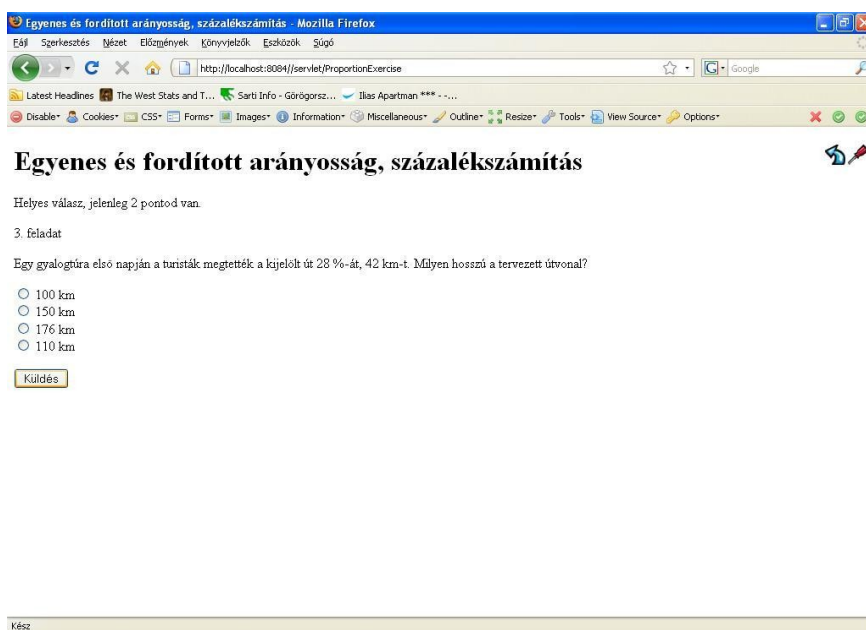 Egyenes és fordított arányosság, százalékszámítás - Mozilla Firefox
Fájl Szerkesztés Nézet Előzmények Könyvjelzők Eszközök Súgó
http://localhost:8084//servlet/ProportionExercise G Google
Latest Headlines The West Stats and T... Sarti Info - Görögorsz... Ilias Apartman *** - -...
Disable Cookies CSS Forms Images Information Miscellaneous Outline Resize Tools View Source Options
Egyenes és fordított arányosság, százalékszámítás
Helyes válasz, jelenleg 2 pontod van.
3. feladat
Egy gyalogtúra első napján a turisták megtették a kijelölt út 28 %-át, 42 km-t. Milyen hosszú a tervezett útvonal?
100 km
150 km
176 km
110 km
Küldés
Kész